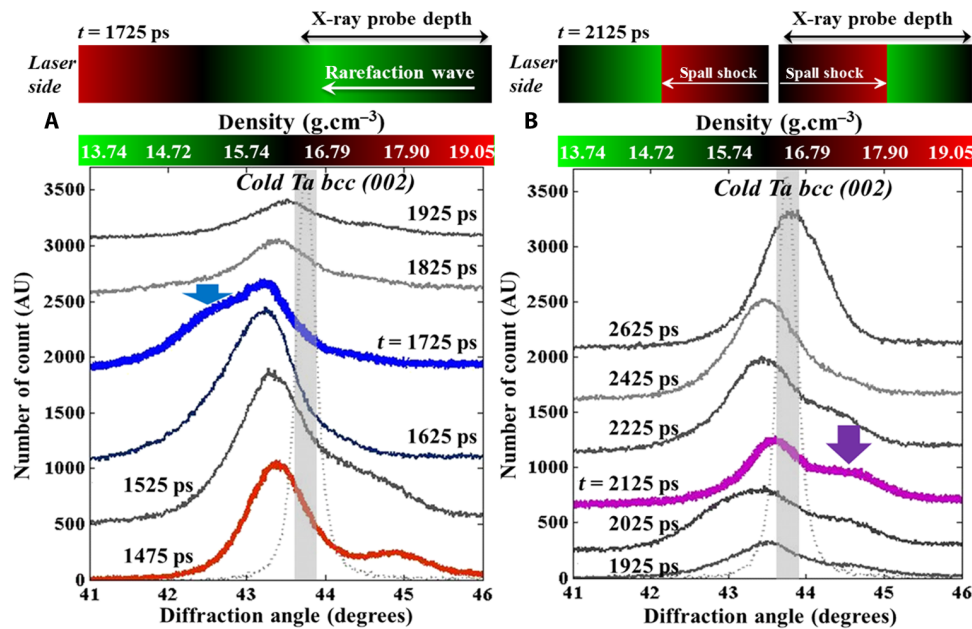 X-ray probe depth
t = 1725 ps
Laser side
Rarefaction wave
A
Density (g.cm⁻³)
13.74 14.72 15.74 16.79 17.90 19.05
Cold Ta bcc (002)
Number of count (AU)
3500
3000
2500
2000
1500
1000
500
0
1925 ps
1825 ps
t = 1725 ps
1625 ps
1525 ps
1475 ps
41 42 43 44 45 46
Diffraction angle (degrees)
X-ray probe depth
t = 2125 ps
Laser side
Spall shock
Spall shock
B
Density (g.cm⁻³)
13.74 14.72 15.74 16.79 17.90 19.05
Cold Ta bcc (002)
Number of count (AU)
3500
3000
2500
2000
1500
1000
500
0
2625 ps
2425 ps
2225 ps
t = 2125 ps
2025 ps
1925 ps
41 42 43 44 45 46
Diffraction angle (degrees)